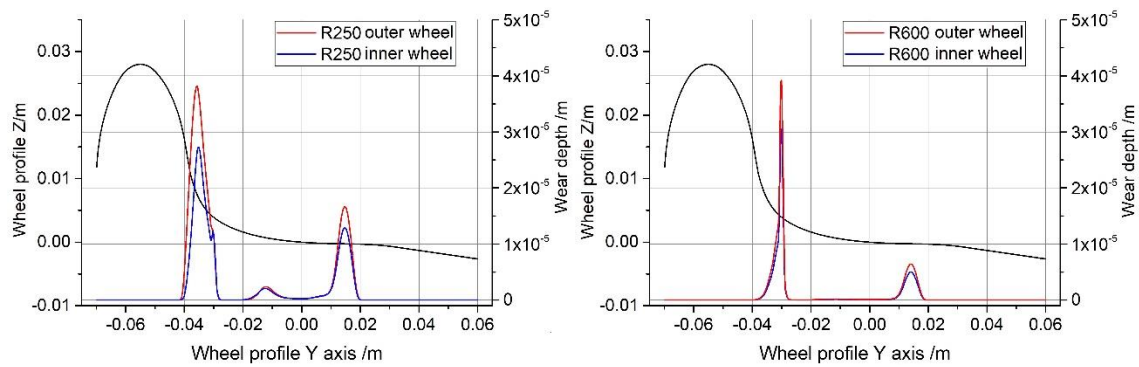 R250 outer wheel
R250 inner wheel
Wheel profile Z/m
0.03
0.02
0.01
0.00
-0.01
5x10-5
4x10-5
3x10-5
2x10-5
1x10-5
0
Wear depth /m
-0.06 -0.04 -0.02 0.00 0.02 0.04 0.06
Wheel profile Y axis /m
R600 outer wheel
R600 inner wheel
Wheel profile Z/m
0.03
0.02
0.01
0.00
-0.01
5x10-5
4x10-5
3x10-5
2x10-5
1x10-5
0
Wear depth /m
-0.06 -0.04 -0.02 0.00 0.02 0.04 0.06
Wheel profile Y axis /m